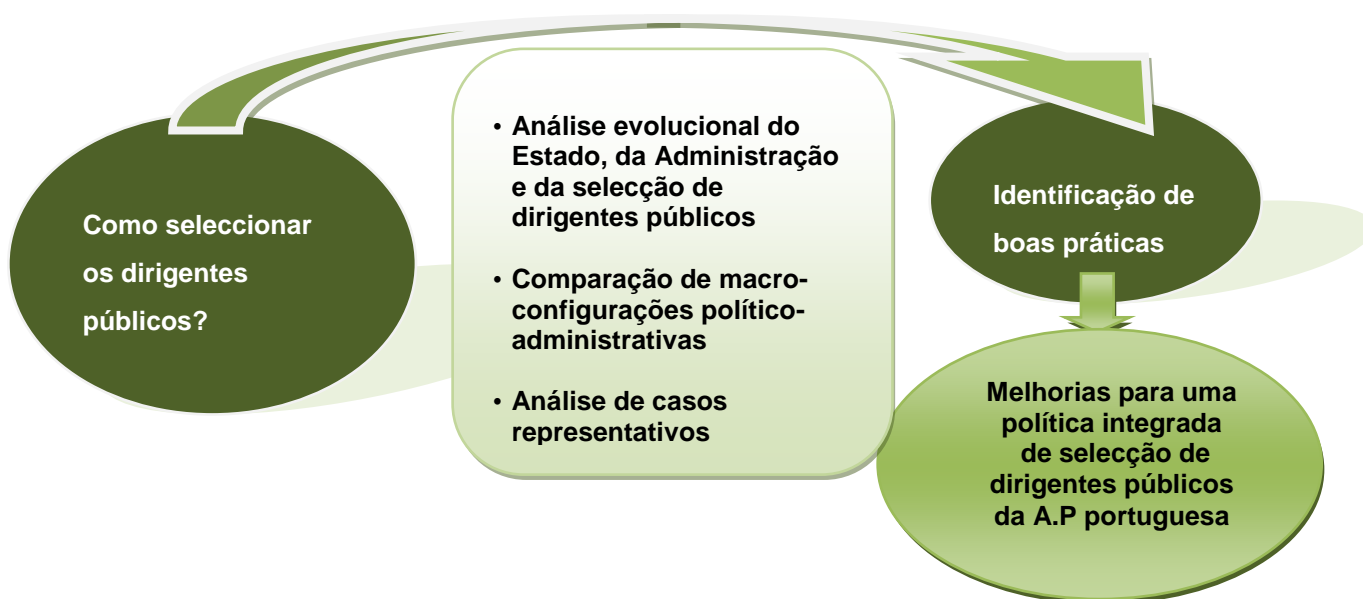 Como seleccionar
os dirigentes
públicos?
• Análise evolucional do
Estado, da Administração
e da selecção de
dirigentes públicos
• Comparação de macro-
configurações político-
administrativas
• Análise de casos
representativos
Identificação de
boas práticas
Melhorias para uma
política integrada
de selecção de
dirigentes públicos
da A.P portuguesa